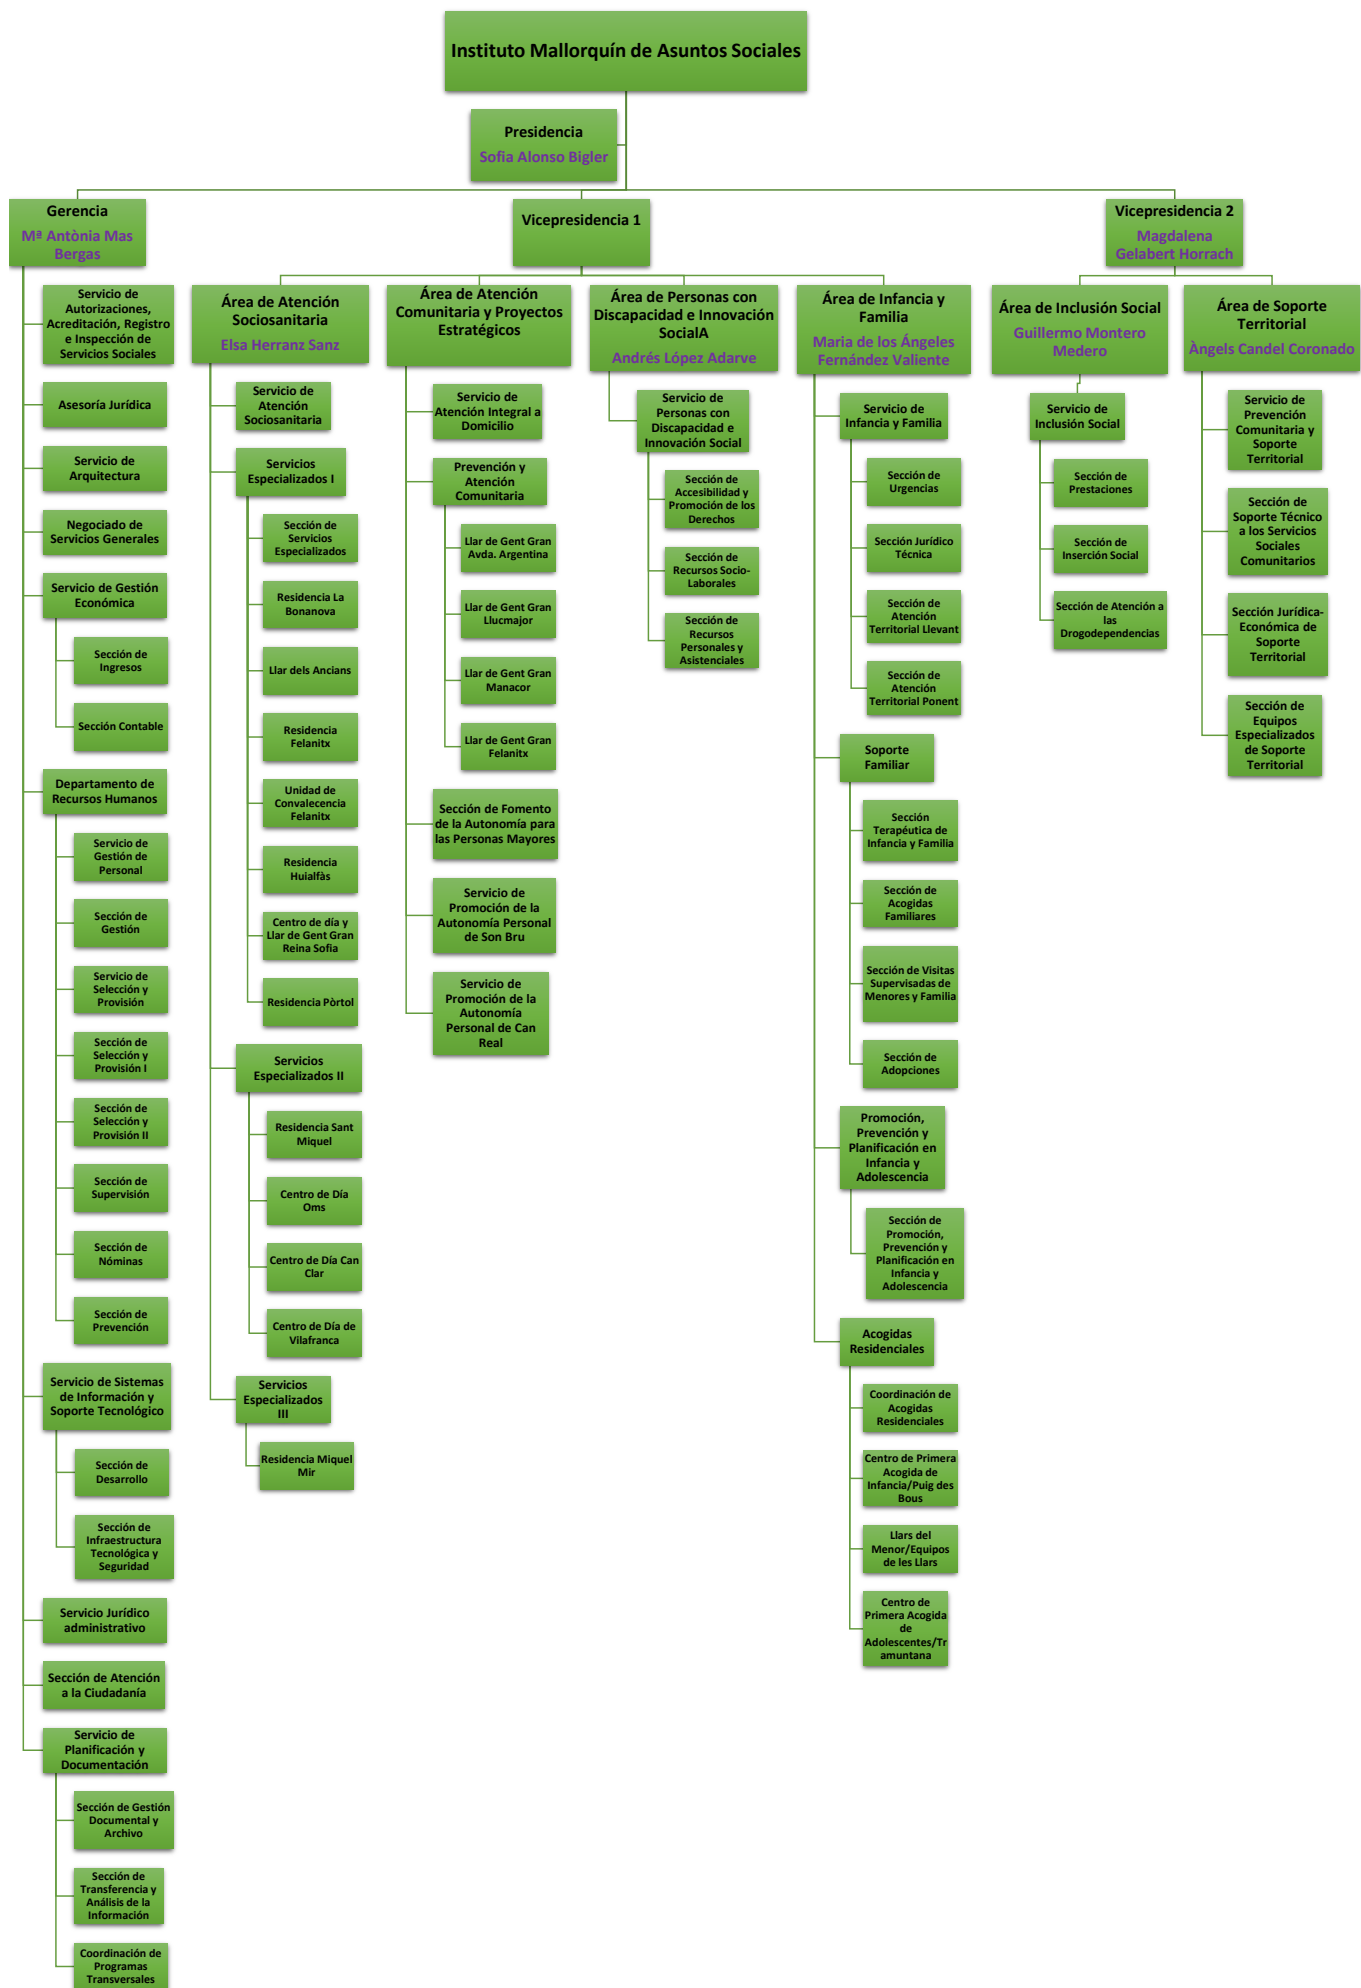 Instituto Mallorquín de Asuntos Sociales
Presidencia
Sofia Alonso Bigler
Gerencia
Mª Antònia Mas
Bergas
Servicio de
Autorizaciones,
Acreditación, Registro
e Inspección de
Servicios Sociales
Asesoría Jurídica
Servicio de
Arquitectura
Negociado de
Servicios Generales
Servicio de Gestión
Económica
Sección de
Ingresos
Sección Contable
Departamento de
Recursos Humanos
Servicio de
Gestión de
Personal
Sección de
Gestión
Servicio de
Selección y
Provisión
Sección de
Selección y
Provisión I
Sección de
Selección y
Provisión II
Sección de
Supervisión
Sección de
Nóminas
Sección de
Prevención
Servicio de Sistemas
de Información y
Soporte Tecnológico
Sección de
Desarrollo
Sección de
Infraestructura
Tecnológica y
Seguridad
Servicio Jurídico
administrativo
Sección de Atención
a la Ciudadanía
Servicio de
Planificación y
Documentación
Sección de Gestión
Documental y
Archivo
Sección de
Transferencia y
Análisis de la
Información
Coordinación de
Programas
Transversales
Vicepresidencia 1
Área de Atención
Sociosanitaria
Elsa Herranz Sanz
Servicio de
Atención
Sociosanitaria
Servicios
Especializados I
Sección de
Servicios
Especializados
Residencia La
Bonanova
Llar dels Ancians
Residencia
Felanitx
Unidad de
Convalecencia
Felanitx
Residencia
Huialfàs
Centro de día y
Llar de Gent Gran
Reina Sofia
Residencia Pòrtol
Servicios
Especializados II
Residencia Sant
Miquel
Centro de Día
Oms
Centro de Día Can
Clar
Centro de Día de
Vilafranca
Servicios
Especializados
III
Residencia Miquel
Mir
Área de Atención
Comunitaria y Proyectos
Estratégicos
Servicio de
Atención Integral a
Domicilio
Prevención y
Atención
Comunitaria
Llar de Gent Gran
Avda. Argentina
Llar de Gent Gran
Llucmajor
Llar de Gent Gran
Manacor
Llar de Gent Gran
Felanitx
Sección de Fomento
de la Autonomía para
las Personas Mayores
Servicio de
Promoción de la
Autonomía Personal
de Son Bru
Servicio de
Promoción de la
Autonomía
Personal de Can
Real
Área de Personas con
Discapacidad e Innovación
SocialA
Andrés López Adarve
Servicio de
Personas con
Discapacidad e
Innovación Social
Sección de
Accesibilidad y
Promoción de los
Derechos
Sección de
Recursos Socio-
Laborales
Sección de
Recursos
Personales y
Asistenciales
Área de Infancia y
Familia
Maria de los Ángeles
Fernández Valiente
Servicio de
Infancia y Familia
Sección de
Urgencias
Sección Jurídico
Técnica
Sección de
Atención
Territorial Llevant
Sección de
Atención
Territorial Ponent
Soporte
Familiar
Sección
Terapéutica de
Infancia y Familia
Sección de
Acogidas
Familiares
Sección de Visitas
Supervisadas de
Menores y Familia
Sección de
Adopciones
Promoción,
Prevención y
Planificación en
Infancia y
Adolescencia
Sección de
Promoción,
Prevención y
Planificación en
Infancia y
Adolescencia
Acogidas
Residenciales
Coordinación de
Acogidas
Residenciales
Centro de Primera
Acogida de
Infancia/Puig des
Bous
Llars del
Menor/Equipos
de les Llars
Centro de
Primera Acogida
de
Adolescentes/Tr
amuntana
Vicepresidencia 2
Magdalena
Gelabert Horrach
Área de Inclusión Social
Guillermo Montero
Medero
Servicio de
Inclusión Social
Sección de
Prestaciones
Sección de
Inserción Social
Sección de Atención a
las
Drogodependencias
Área de Soporte
Territorial
Àngels Candel Coronado
Servicio de
Prevención
Comunitaria y
Soporte
Territorial
Sección de
Soporte Técnico
a los Servicios
Sociales
Comunitarios
Sección Jurídica-
Económica de
Soporte
Territorial
Sección de
Equipos
Especializados
de Soporte
Territorial